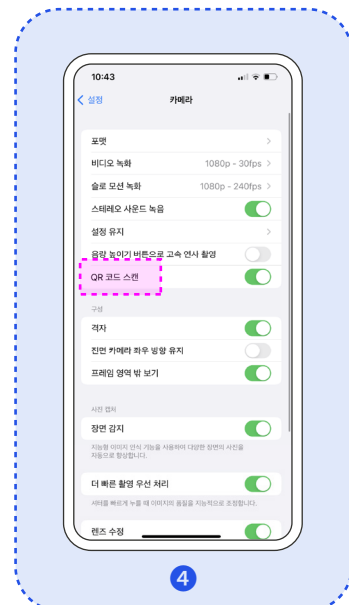 10:43
설정
카메라
포맷
비디오 녹화 1080p - 30fps
슬로 모션 녹화 1080p - 240fps
스테레오 사운드 녹음
설정 유지
음량 높이기 버튼으로 고속 연사 촬영
QR 코드 스캔
구성
격자
전면 카메라 좌우 방향 유지
프레임 영역 밖 보기
사진 캡처
장면 감지
지능형 이미지 인식 기능을 사용하여 다양한 장면의 사진을
자동으로 향상합니다.
더 빠른 촬영 우선 처리
셔터를 빠르게 누를 때 이미지의 품질을 지능적으로 조정합니다.
렌즈 수정
4